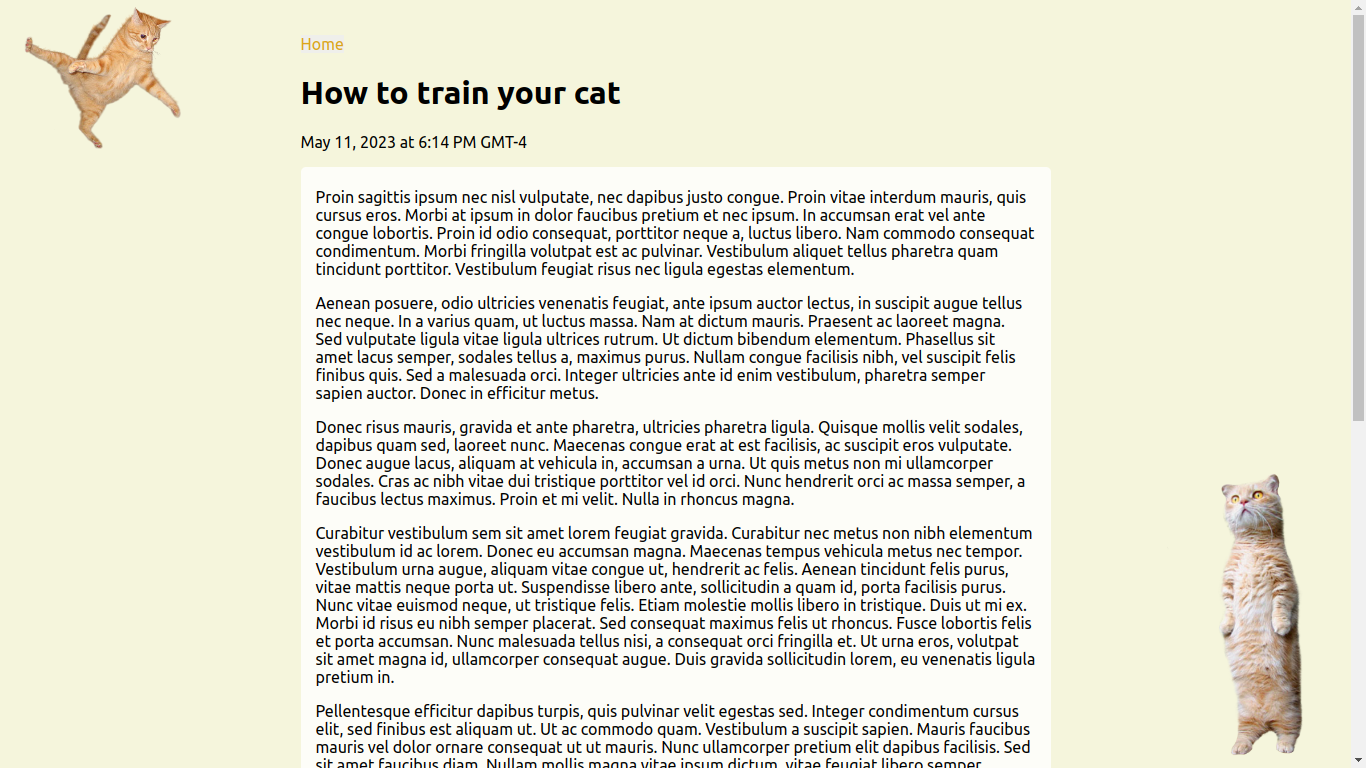 Home
How to train your cat
May 11, 2023 at 6:14 PM GMT-4
Proin sagittis ipsum nec nisl vulputate, nec dapibus justo congue. Proin vitae interdum mauris, quis
cursus eros. Morbi at ipsum in dolor faucibus pretium et nec ipsum. In accumsan erat vel ante
congue lobortis. Proin id odio consequat, porttitor neque a, luctus libero. Nam commodo consequat
condimentum. Morbi fringilla volutpat est ac pulvinar. Vestibulum aliquet tellus pharetra quam
tincidunt porttitor. Vestibulum feugiat risus nec ligula egestas elementum.
Aenean posuere, odio ultricies venenatis feugiat, ante ipsum auctor lectus, in suscipit augue tellus
nec neque. In a varius quam, ut luctus massa. Nam at dictum mauris. Praesent ac laoreet magna.
Sed vulputate ligula vitae ligula ultrices rutrum. Ut dictum bibendum elementum. Phasellus sit
amet lacus semper, sodales tellus a, maximus purus. Nullam congue facilisis nibh, vel suscipit felis
finibus quis. Sed a malesuada orci. Integer ultricies ante id enim vestibulum, pharetra semper
sapien auctor. Donec in efficitur metus.
Donec risus mauris, gravida et ante pharetra, ultricies pharetra ligula. Quisque mollis velit sodales,
dapibus quam sed, laoreet nunc. Maecenas congue erat at est facilisis, ac suscipit eros vulputate.
Donec augue lacus, aliquam at vehicula in, accumsan a urna. Ut quis metus non mi ullamcorper
sodales. Cras ac nibh vitae dui tristique porttitor vel id orci. Nunc hendrerit orci ac massa semper, a
faucibus lectus maximus. Proin et mi velit. Nulla in rhoncus magna.
Curabitur vestibulum sem sit amet lorem feugiat gravida. Curabitur nec metus non nibh elementum
vestibulum id ac lorem. Donec eu accumsan magna. Maecenas tempus vehicula metus nec tempor.
Vestibulum urna augue, aliquam vitae congue ut, hendrerit ac felis. Aenean tincidunt felis purus,
vitae mattis neque porta ut. Suspendisse libero ante, sollicitudin a quam id, porta facilisis purus.
Nunc vitae euismod neque, ut tristique felis. Etiam molestie mollis libero in tristique. Duis ut mi ex.
Morbi id risus eu nibh semper placerat. Sed consequat maximus felis ut rhoncus. Fusce lobortis felis
et porta accumsan. Nunc malesuada tellus nisi, a consequat orci fringilla et. Ut urna eros, volutpat
sit amet magna id, ullamcorper consequat augue. Duis gravida sollicitudin lorem, eu venenatis ligula
pretium in.
Pellentesque efficitur dapibus turpis, quis pulvinar velit egestas sed. Integer condimentum cursus
elit, sed finibus est aliquam ut. Ut ac commodo quam. Vestibulum a suscipit sapien. Mauris faucibus
mauris vel dolor ornare consequat ut ut mauris. Nunc ullamcorper pretium elit dapibus facilisis. Sed
sit amet faucibus diam. Nullam mollis magna vitae ipsum dictum, vitae feugiat libero semper.